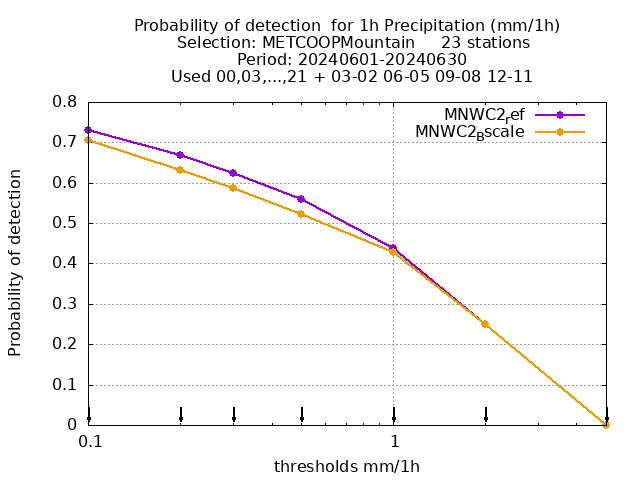 Probability of detection  for 1h Precipitation (mm/1h)
Selection: METCOOPMountain     23 stations
Period: 20240601-20240630
Used 00,03,...,21 + 03-02 06-05 09-08 12-11
MNWC2ref
MNWC2Bscale
Probability of detection
0.8
0.7
0.6
0.5
0.4
0.3
0.2
0.1
0
0.1
1
thresholds mm/1h